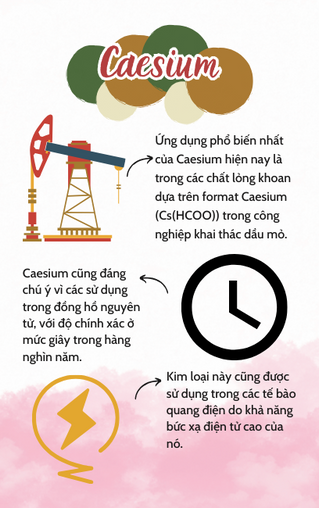 Caesium
Ứng dụng phổ biến nhất
của Caesium hiện nay là
trong các chất lỏng khoan
dựa trên format Caesium
(Cs(HCOO)) trong công
nghiệp khai thác dầu mỏ.
Caesium cũng đáng
chú ý vì các sử dụng
trong đồng hồ nguyên
tử, với độ chính xác ở
mức giây trong hàng
nghìn năm.
Kim loại này cũng được
sử dụng trong các tế bào
quang điện do khả năng
bức xạ điện tử cao của
nó.